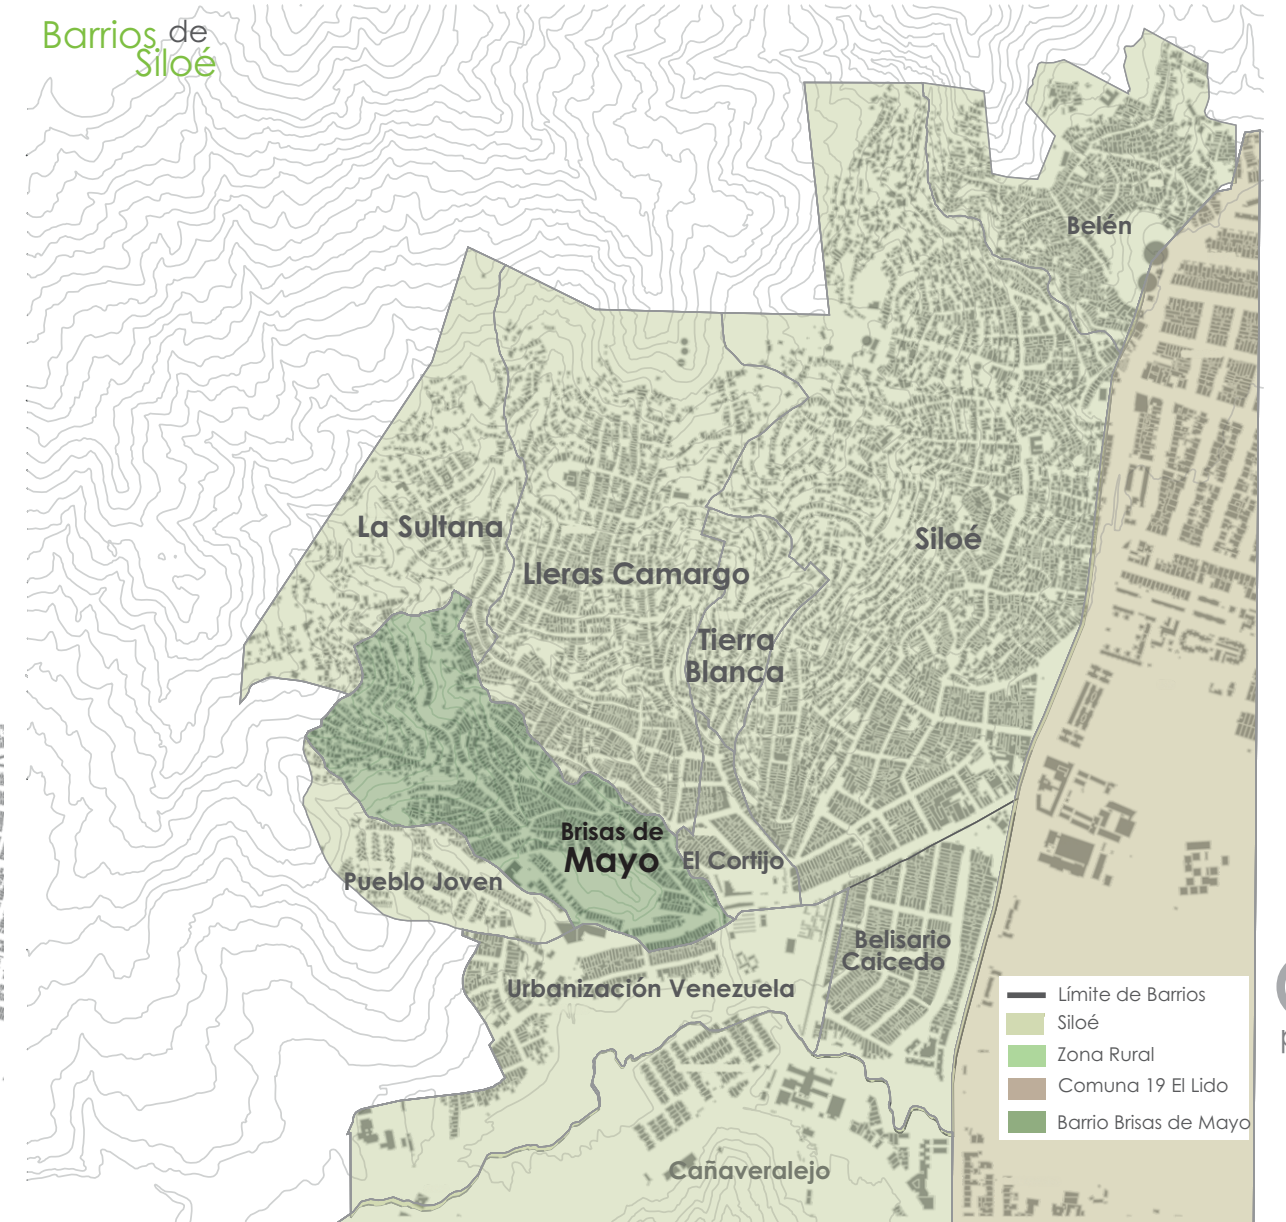 Barrios de
Siloé
Belén
La Sultana
Siloé
Lleras Camargo
Tierra
Blanca
Brisas de
Mayo
El Cortijo
Pueblo Joven
Belisario
Caicedo
Urbanización Venezuela
Cañaveralejo
Límite de Barrios
Siloé
Zona Rural
Comuna 19 El Lido
Barrio Brisas de Mayo